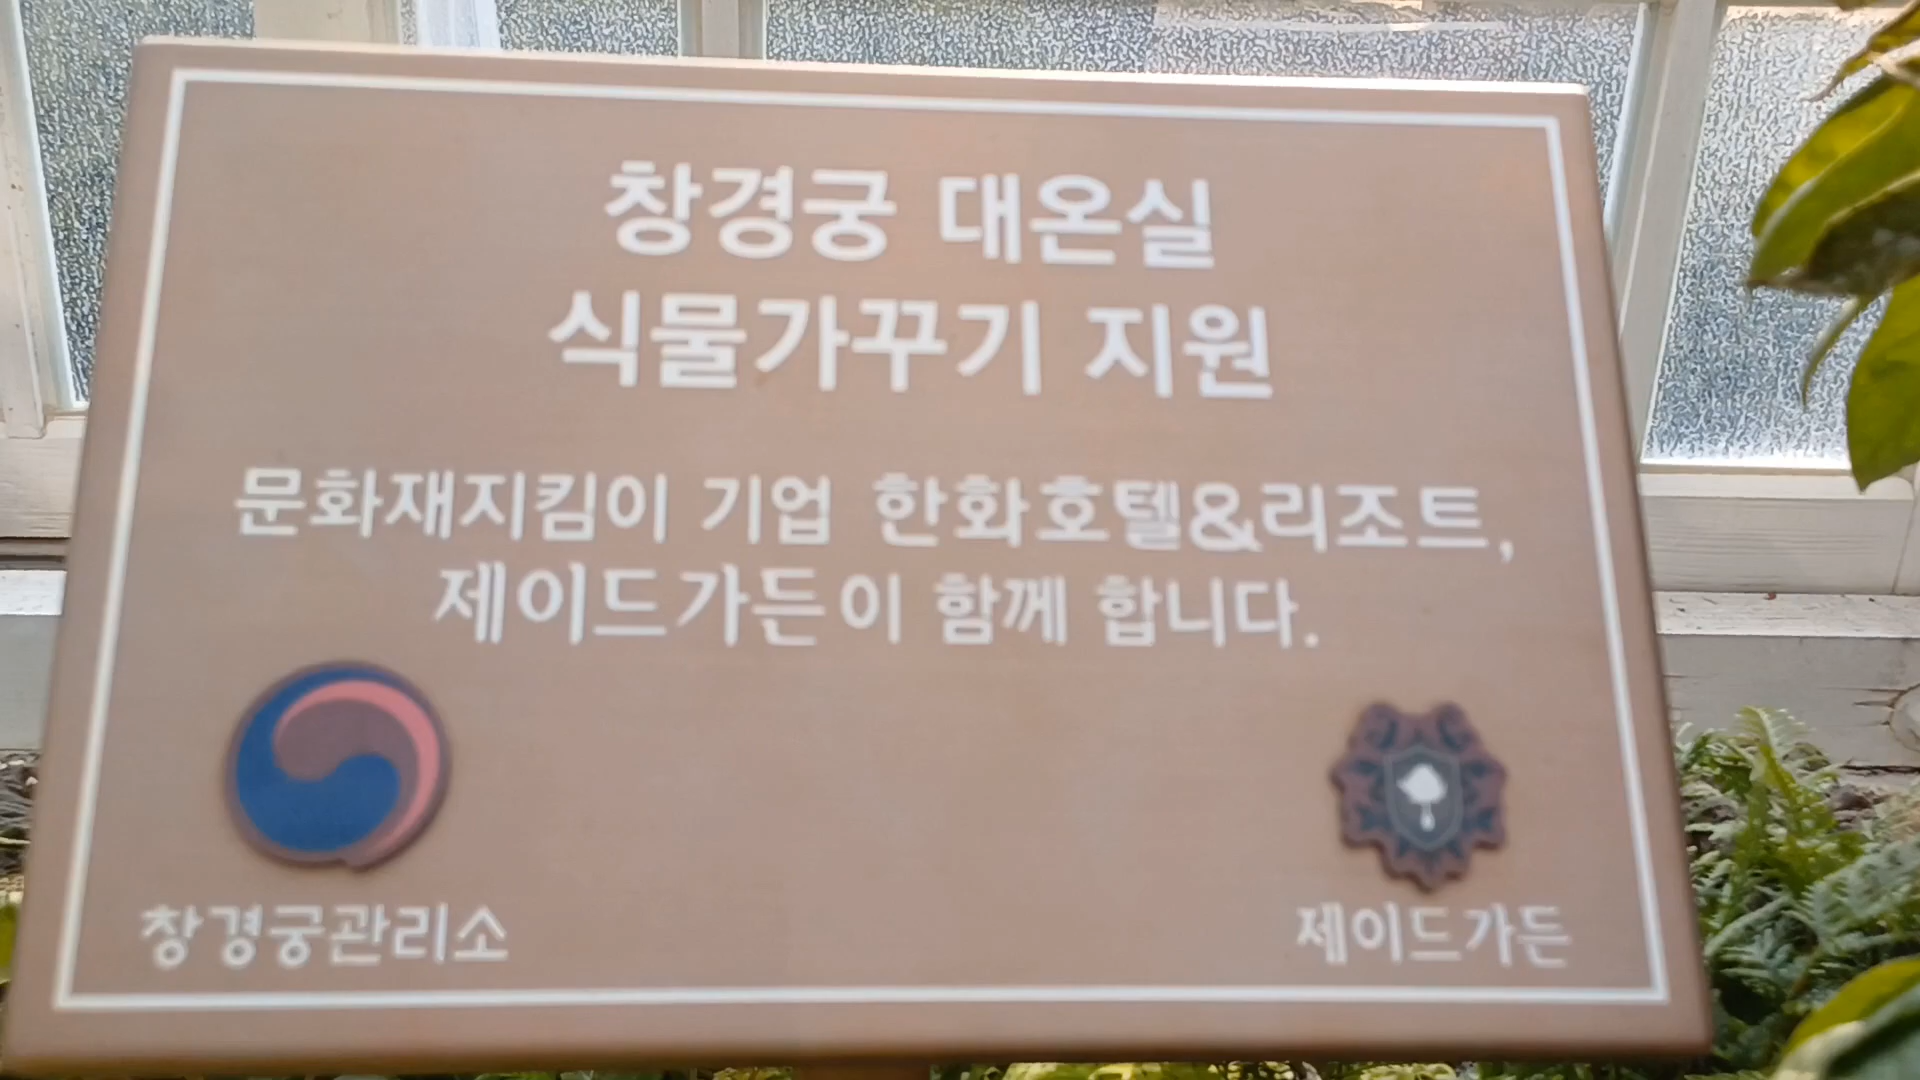 창경궁 대온실
식물가꾸기 지원
문화재지킴이 기업 한화호텔&리조트,
제이드가든이 함께 합니다.
창경궁관리소
제이드가든